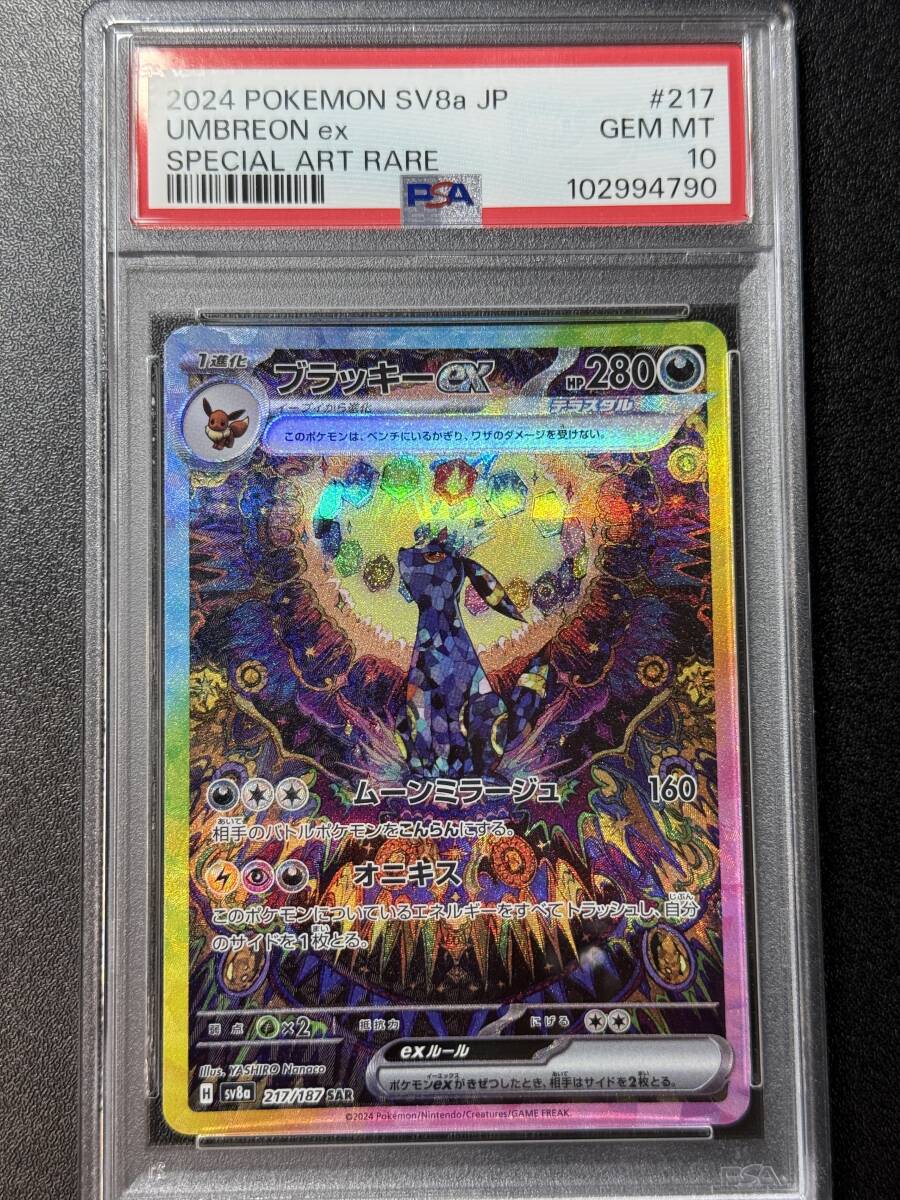 2024 POKEMON SV8a JP #217
UMBREON ex GEM MT
SPECIAL ART RARE 10
PSA 102994790
1進化 ブラッキーex HP280
イーブイから進化 テラスタル
このポケモンは、ベンチにいるかぎり、ワザのダメージを受けない。
ムーンミラージュ 160
相手のバトルポケモンをこんらんにする。
オニキス
このポケモンについているエネルギーをすべてトラッシュし、自分
のサイドを1枚とる。
弱点 ×2 抵抗力 にげる
exルール
ポケモンexがきぜつしたとき、相手はサイドを2枚とる。
Illus. YASHIRO Nanaco
H sv8a 217/187 SAR
©2024 Pokémon/Nintendo/Creatures/GAME FREAK.
PSA